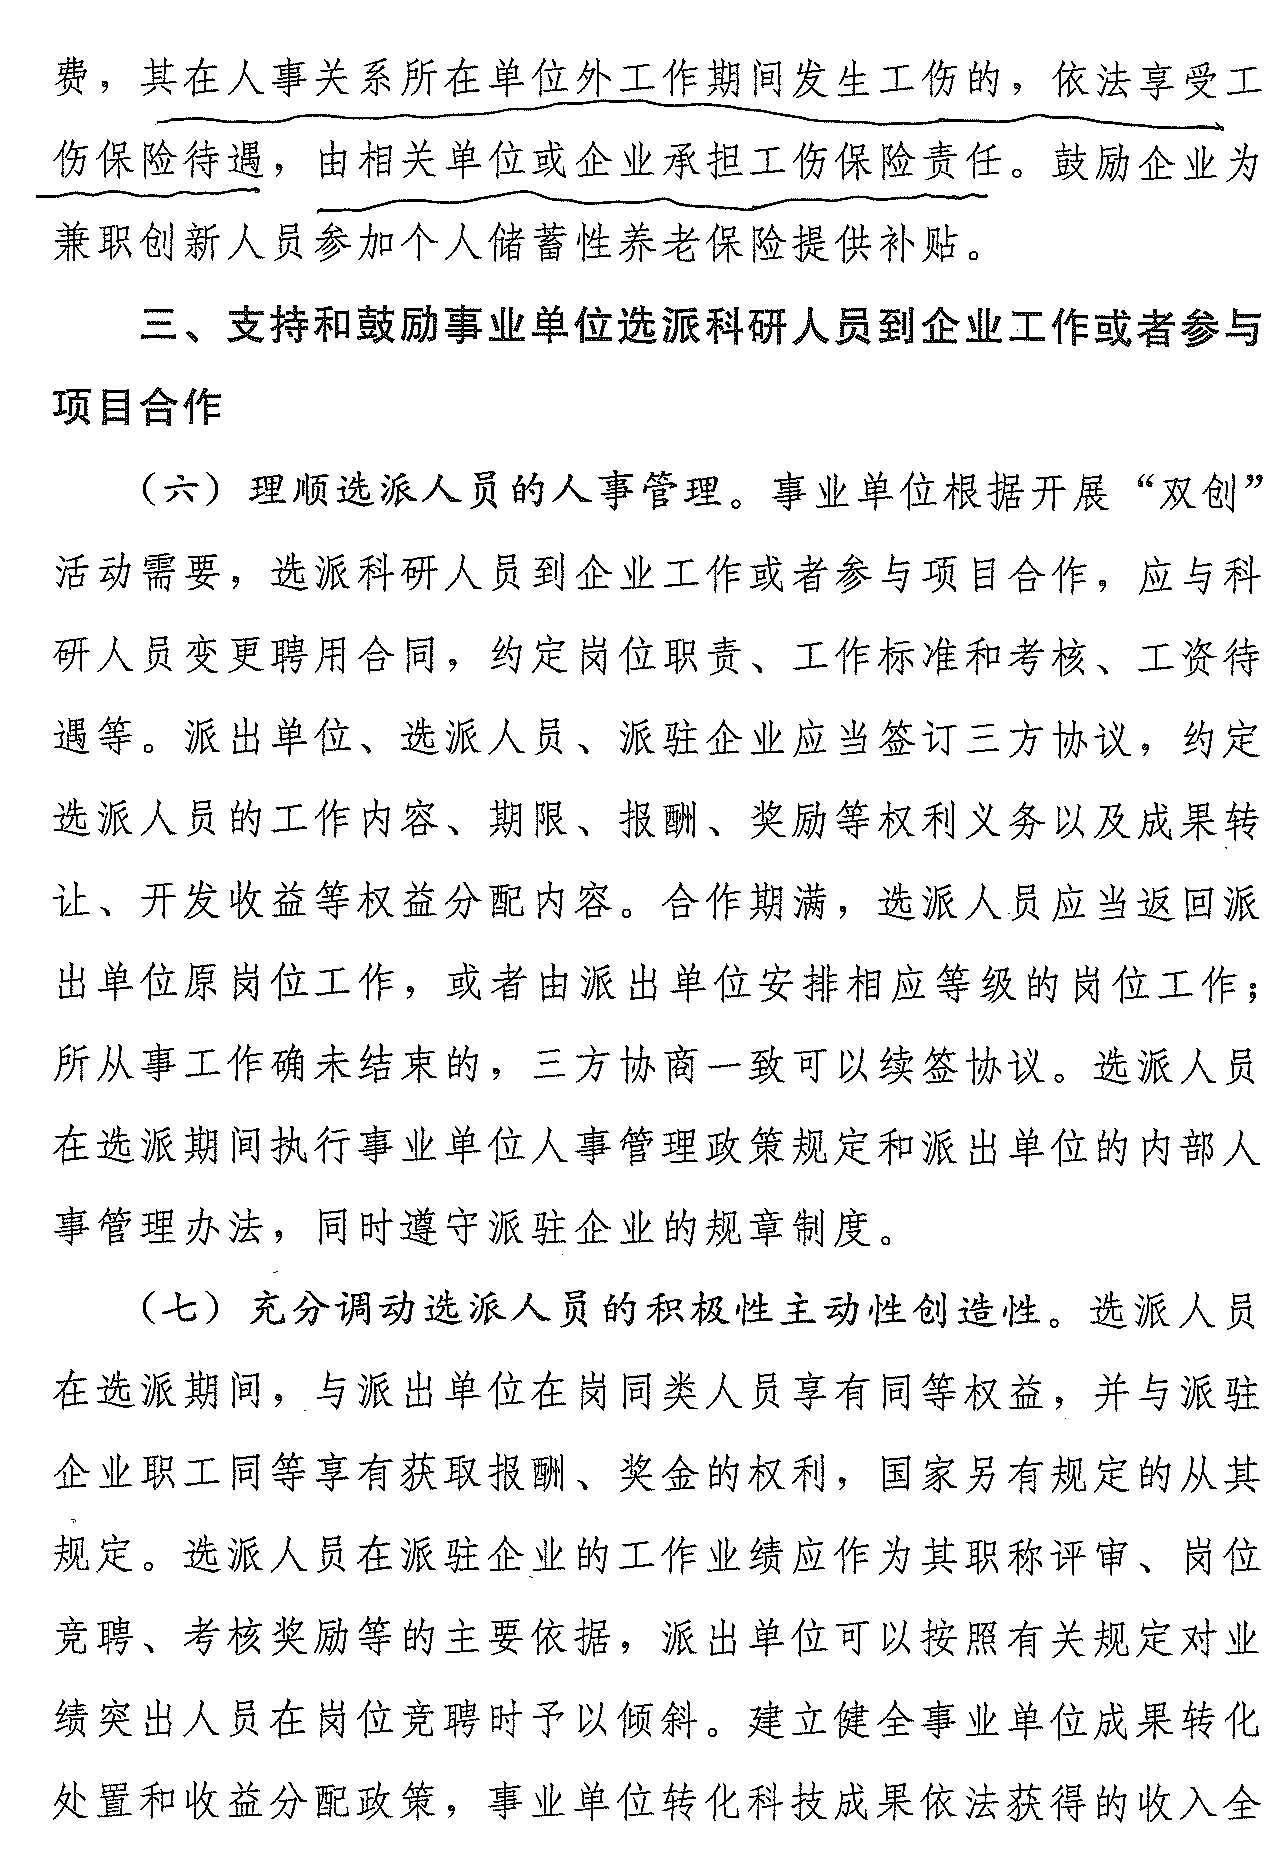 费，其在人事关系所在单位外工作期间发生工伤的，依法享受工
伤保险待遇，由相关单位或企业承担工伤保险责任。鼓励企业为
兼职创新人员参加个人储蓄性养老保险提供补贴。
三、支持和鼓励事业单位选派科研人员到企业工作或者参与
项目合作
（六）理顺选派人员的人事管理。事业单位根据开展“双创”
活动需要，选派科研人员到企业工作或者参与项目合作，应与科
研人员变更聘用合同，约定岗位职责、工作标准和考核、工资待
遇等。派出单位、选派人员、派驻企业应当签订三方协议，约定
选派人员的工作内容、期限、报酬、奖励等权利义务以及成果转
让、开发收益等权益分配内容。合作期满，选派人员应当返回派
出单位原岗位工作，或者由派出单位安排相应等级的岗位工作；
所从事工作确未结束的，三方协商一致可以续签协议。选派人员
在选派期间执行事业单位人事管理政策规定和派出单位的内部人
事管理办法，同时遵守派驻企业的规章制度。
（七）充分调动选派人员的积极性主动性创造性。选派人员
在选派期间，与派出单位在岗同类人员享有同等权益，并与派驻
企业职工同等享有获取报酬、奖金的权利，国家另有规定的从其
规定。选派人员在派驻企业的工作业绩应作为其职称评审、岗位
竞聘、考核奖励等的主要依据，派出单位可以按照有关规定对业
绩突出人员在岗位竞聘时予以倾斜。建立健全事业单位成果转化
处置和收益分配政策，事业单位转化科技成果依法获得的收入全